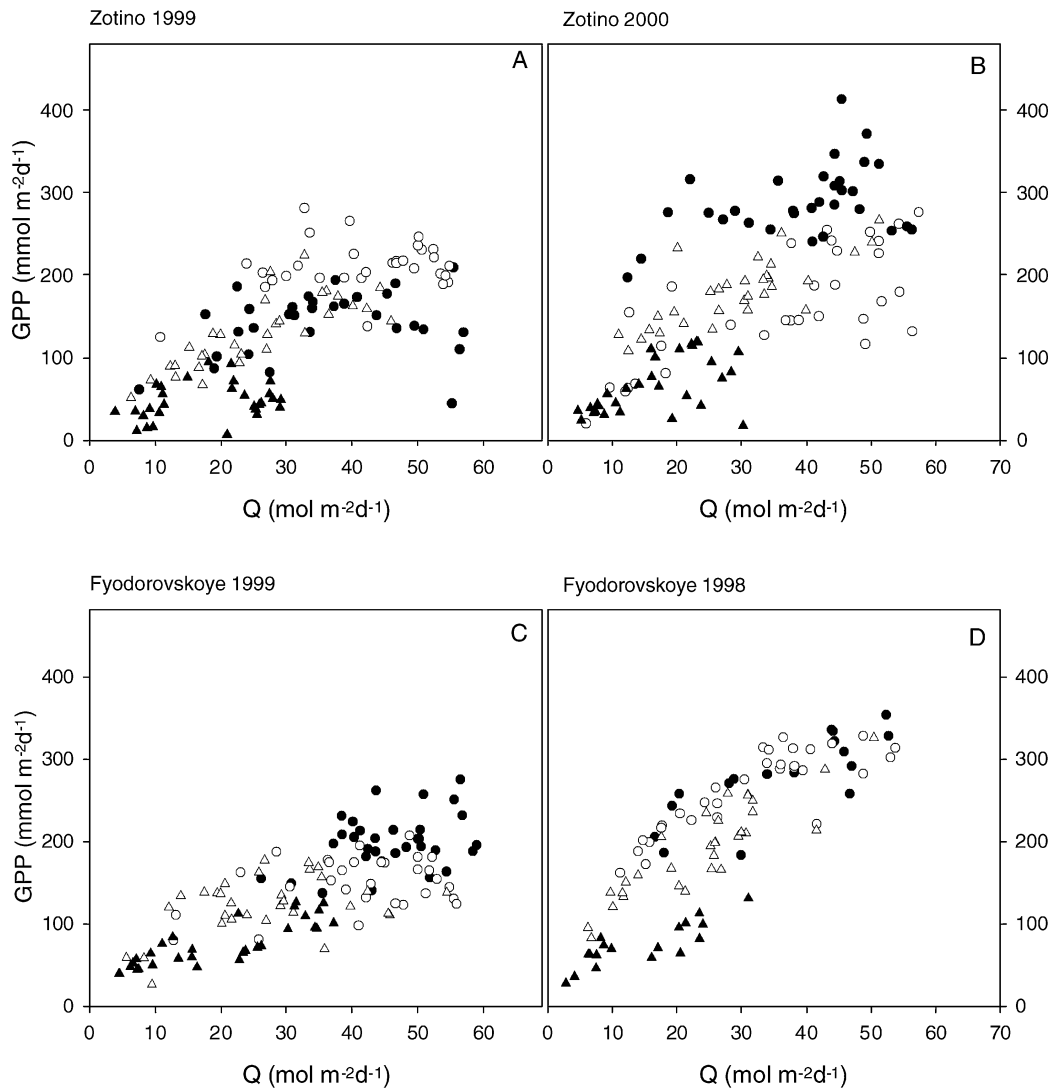 Zotino 1999
Zotino 2000
A
B
400
300
200
100
0
GPP (mmol m-2d-1)
400
300
200
100
0
0 10 20 30 40 50 60
0 10 20 30 40 50 60 70
Q (mol m-2d-1)
Q (mol m-2d-1)
Fyodorovskoye 1999
Fyodorovskoye 1998
C
D
400
300
200
100
0
GPP (mmol m-2d-1)
400
300
200
100
0
0 10 20 30 40 50 60
0 10 20 30 40 50 60 70
Q (mol m-2d-1)
Q (mol m-2d-1)